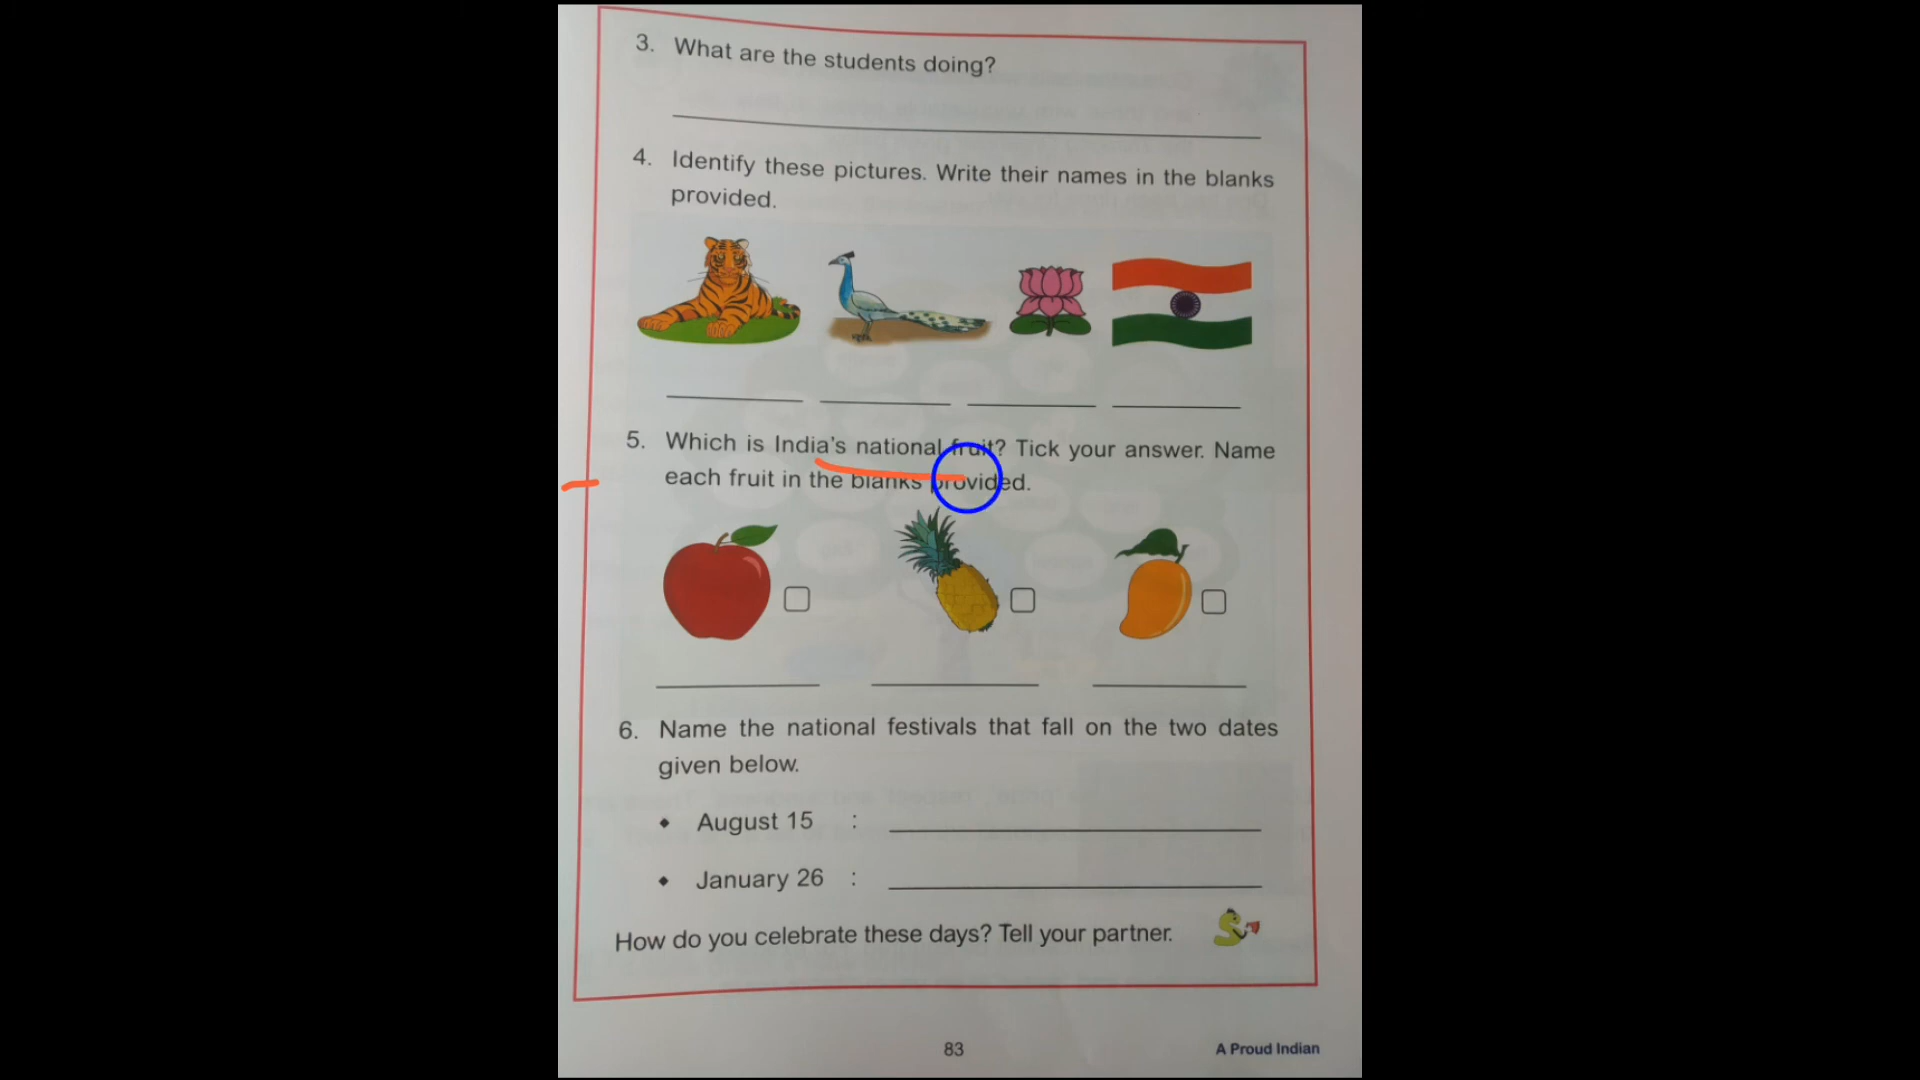 3. What are the students doing?
4. Identify these pictures. Write their names in the blanks
provided.
5. Which is India's national fruit? Tick your answer. Name
each fruit in the blanks provided.
6. Name the national festivals that fall on the two dates
given below.
◆ August 15 :
◆ January 26 :
How do you celebrate these days? Tell your partner.
83
A Proud Indian